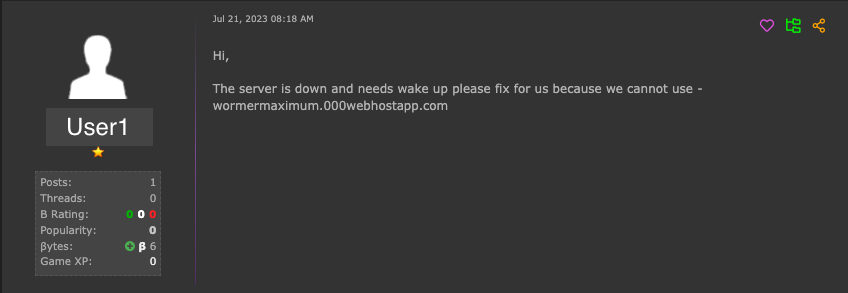 Jul 21, 2023 08:18 AM
Hi,
The server is down and needs wake up please fix for us because we cannot use -
wormermaximum.000webhostapp.com
User1
Posts: 1
Threads: 0
B Rating: 0 0 0
Popularity: 0
βytes: β 6
Game XP: 0